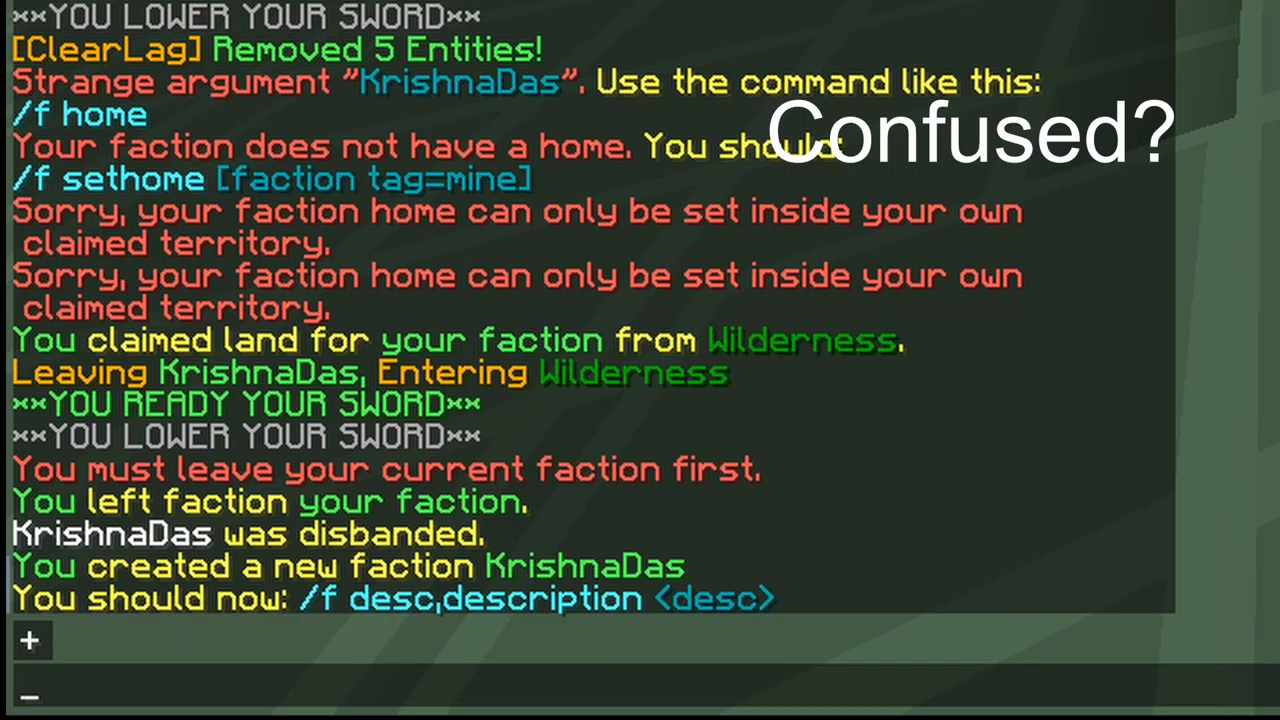 ××YOU LOWER YOUR SWORD××
[ClearLag] Removed 5 Entities!
Strange argument "KrishnaDas". Use the command like this:
/f home
Your faction does not have a home. You should:
Confused?
/f sethome [faction tag=mine]
Sorry, your faction home can only be set inside your own
claimed territory.
Sorry, your faction home can only be set inside your own
claimed territory.
You claimed land for your faction from Wilderness.
Leaving KrishnaDas, Entering Wilderness
××YOU READY YOUR SWORD××
××YOU LOWER YOUR SWORD××
You must leave your current faction first.
You left faction your faction.
KrishnaDas was disbanded.
You created a new faction KrishnaDas
You should now: /f desc,description <desc>
+
_